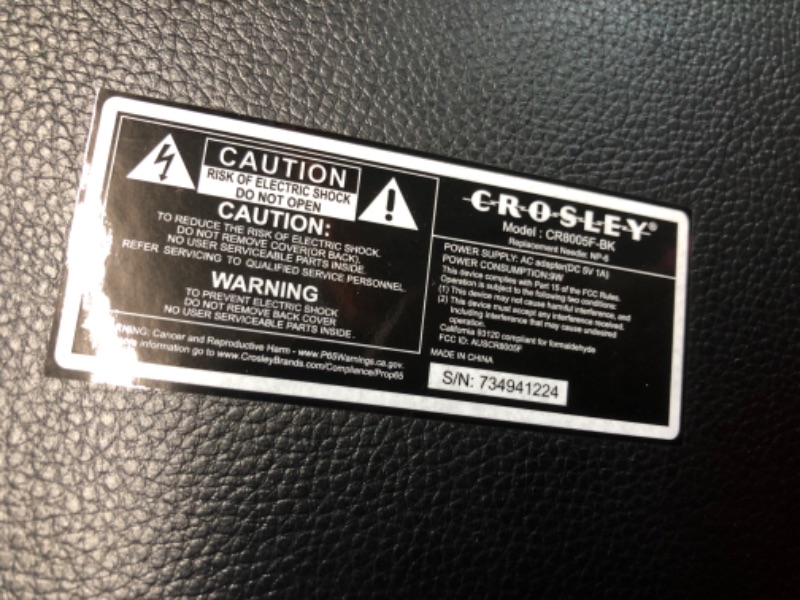 CAUTION
RISK OF ELECTRIC SHOCK
DO NOT OPEN
CAUTION:
TO REDUCE THE RISK OF ELECTRIC SHOCK.
DO NOT REMOVE COVER(OR BACK).
NO USER SERVICEABLE PARTS INSIDE.
REFER SERVICING TO QUALIFIED SERVICE PERSONNEL.
WARNING
TO PREVENT ELECTRIC SHOCK
DO NOT REMOVE BACK COVER
NO USER SERVICEABLE PARTS INSIDE.
Cancer and Reproductive Harm - www.P65Warnings.ca.gov.
information go to www.CrosleyBrands.com/Compliance/Prop65
CROSLEY®
Model : CR8005F-BK
Replacement Needle: NP-6
POWER SUPPLY: AC adapter(DC 5V 1A)
POWER CONSUMPTION:5W
This device complies with Part 15 of the FCC Rules.
Operation is subject to the following two conditions:
(1) This device may not cause harmful interference, and
(2) This device must accept any interference received.
Including interference that may cause undesired
operation.
California 93120 compliant for formaldehyde
FCC ID: AUSCR8005F
MADE IN CHINA
S/N: 734941224